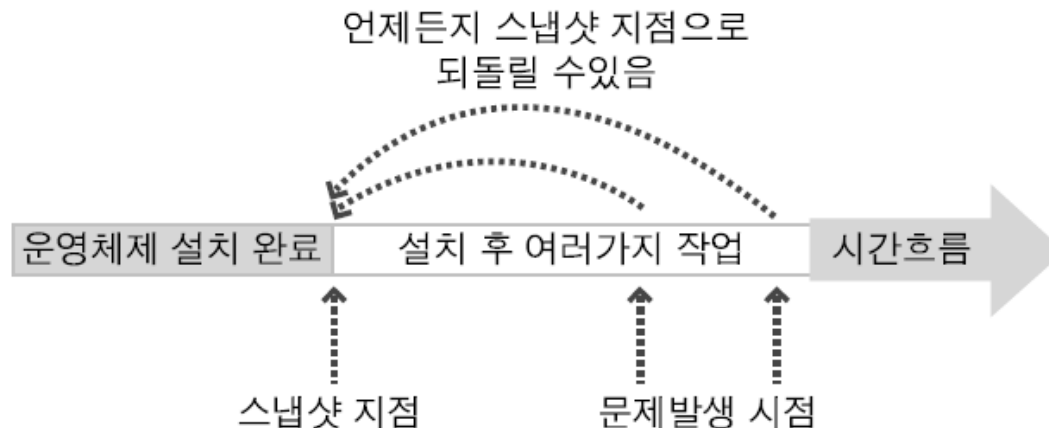 언제든지 스냅샷 지점으로
되돌릴 수있음
운영체제 설치 완료
설치 후 여러가지 작업
시간흐름
스냅샷 지점
문제발생 시점